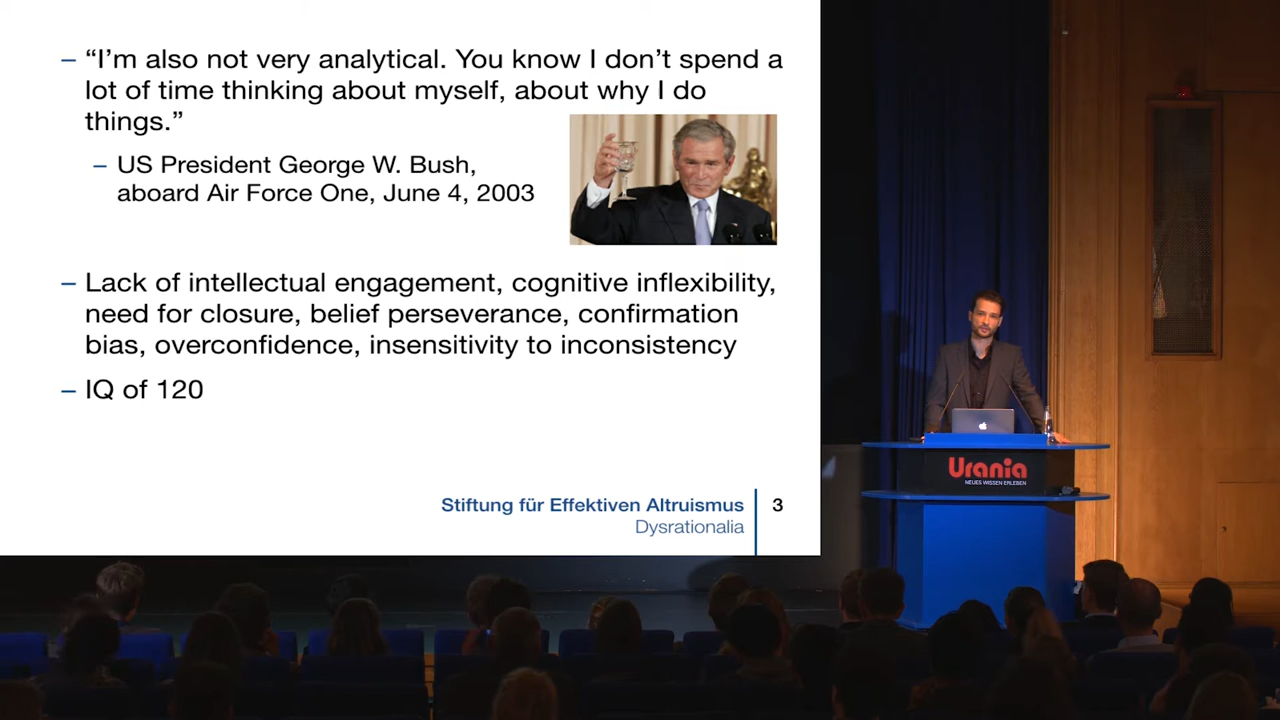 – “I’m also not very analytical. You know I don’t spend a
lot of time thinking about myself, about why I do
things.”
– US President George W. Bush,
aboard Air Force One, June 4, 2003
– Lack of intellectual engagement, cognitive inflexibility,
need for closure, belief perseverance, confirmation
bias, overconfidence, insensitivity to inconsistency
– IQ of 120
Stiftung für Effektiven Altruismus
Dysrationalia
3
Urania
NEUES WISSEN ERLEBEN